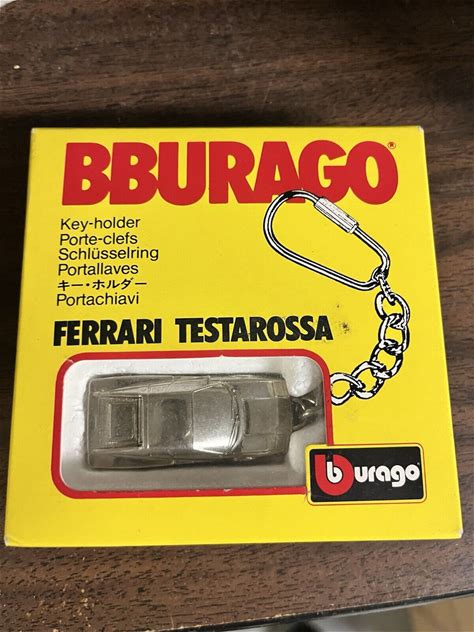 BBURAGO®
Key-holder
Porte-clefs
Schlüsselring
Portallaves
キー・ホルダー
Portachiavi
FERRARI TESTAROSSA
burago